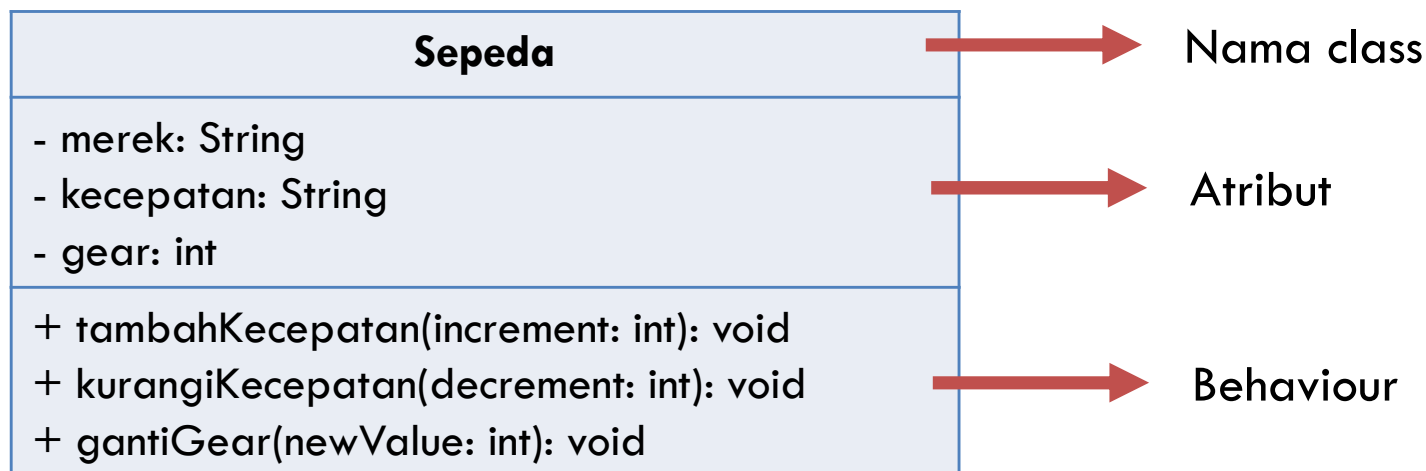 Sepeda
Nama class
- merek: String
- kecepatan: String
- gear: int
Atribut
+ tambahKecepatan(increment: int): void
+ kurangiKecepatan(decrement: int): void
+ gantiGear(newValue: int): void
Behaviour